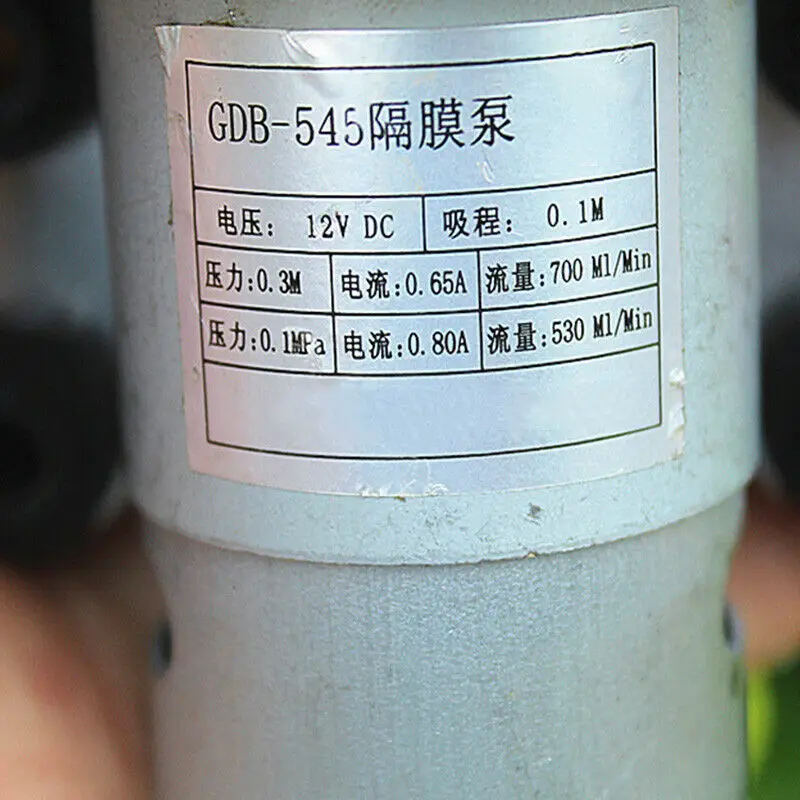 GDB-545隔膜泵
电压: 12V DC 吸程: 0.1M
压力:0.3M 电流:0.65A 流量:700 Ml/Min
压力:0.1MPa 电流:0.80A 流量:530 Ml/Min